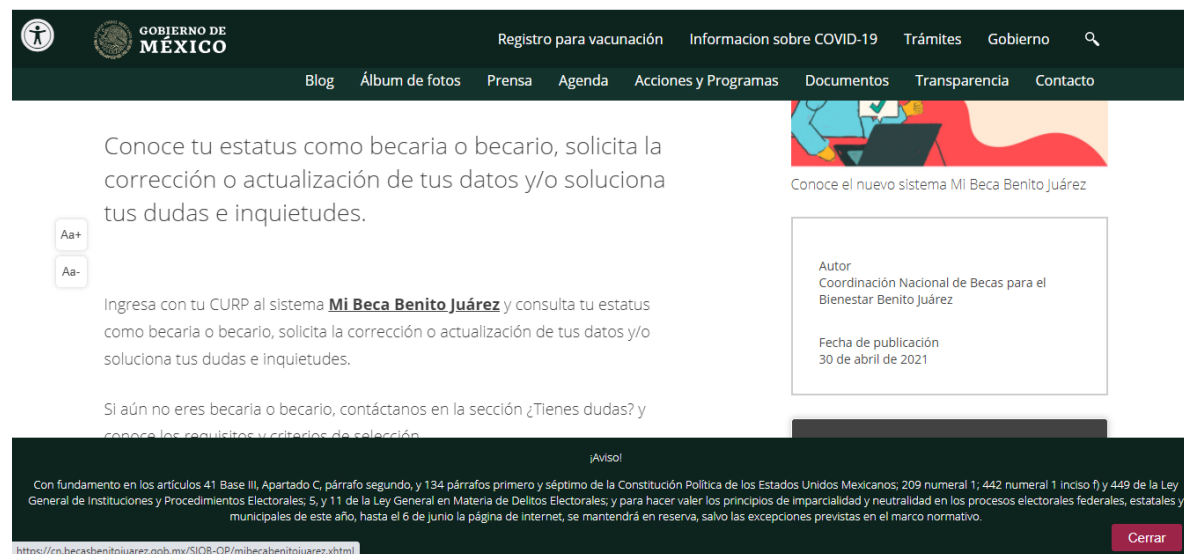 GOBIERNO DE
MÉXICO
Registro para vacunación Informacion sobre COVID-19 Trámites Gobierno
Blog Álbum de fotos Prensa Agenda Acciones y Programas Documentos Transparencia Contacto
Conoce tu estatus como becaria o becario, solicita la
corrección o actualización de tus datos y/o soluciona
tus dudas e inquietudes.
Aa+
Aa-
Ingresa con tu CURP al sistema Mi Beca Benito Juárez y consulta tu estatus
como becaria o becario, solicita la corrección o actualización de tus datos y/o
soluciona tus dudas e inquietudes.
Si aún no eres becaria o becario, contáctanos en la sección ¿Tienes dudas? y
conoce los requisitos y criterios de selección.
Conoce el nuevo sistema Mi Beca Benito Juárez
Autor
Coordinación Nacional de Becas para el
Bienestar Benito Juárez
Fecha de publicación
30 de abril de 2021
¡Aviso!
Con fundamento en los artículos 41 Base III, Apartado C, párrafo segundo, y 134 párrafos primero y séptimo de la Constitución Política de los Estados Unidos Mexicanos; 209 numeral 1; 442 numeral 1 inciso f) y 449 de la Ley
General de Instituciones y Procedimientos Electorales; 5, y 11 de la Ley General en Materia de Delitos Electorales; y para hacer valer los principios de imparcialidad y neutralidad en los procesos electorales federales, estatales y
municipales de este año, hasta el 6 de junio la página de internet, se mantendrá en reserva, salvo las excepciones previstas en el marco normativo.
Cerrar
https://cn.becasbenitojuarez.gob.mx/SIOB-OP/mibecabenitojuarez.xhtml